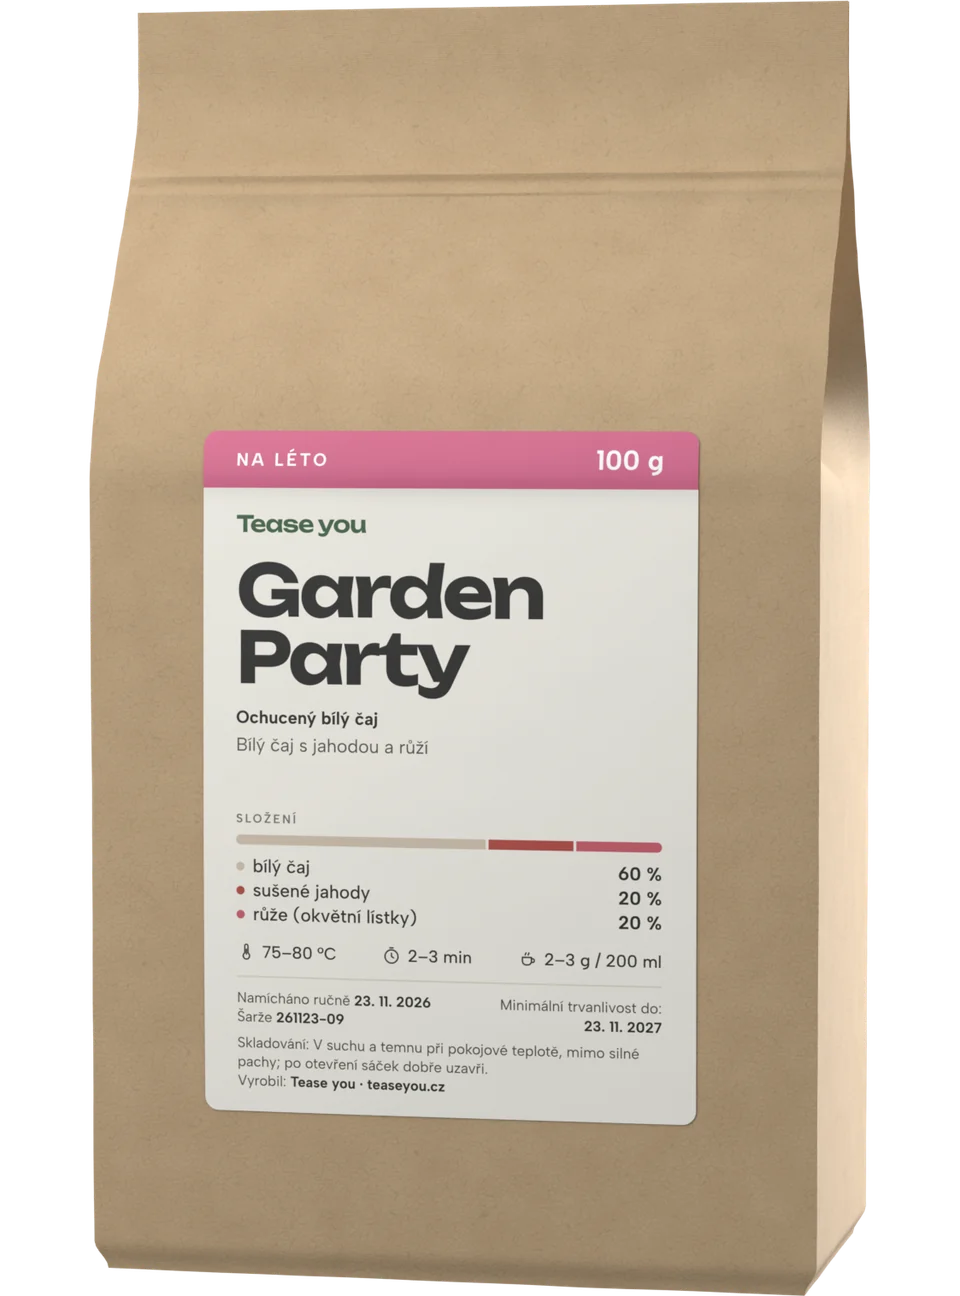 NA LÉTO
100 g
Tease you
Garden
Party
Ochucený bílý čaj
Bílý čaj s jahodou a růží
SLOŽENÍ
bílý čaj 60 %
sušené jahody 20 %
růže (okvětní lístky) 20 %
75–80 °C 2–3 min 2–3 g / 200 ml
Namícháno ručně 23. 11. 2026
Šarže 261123-09
Minimální trvanlivost do:
23. 11. 2027
Skladování: V suchu a temnu při pokojové teplotě, mimo silné
pachy; po otevření sáček dobře uzavři.
Vyrobil: Tease you · teaseyou.cz